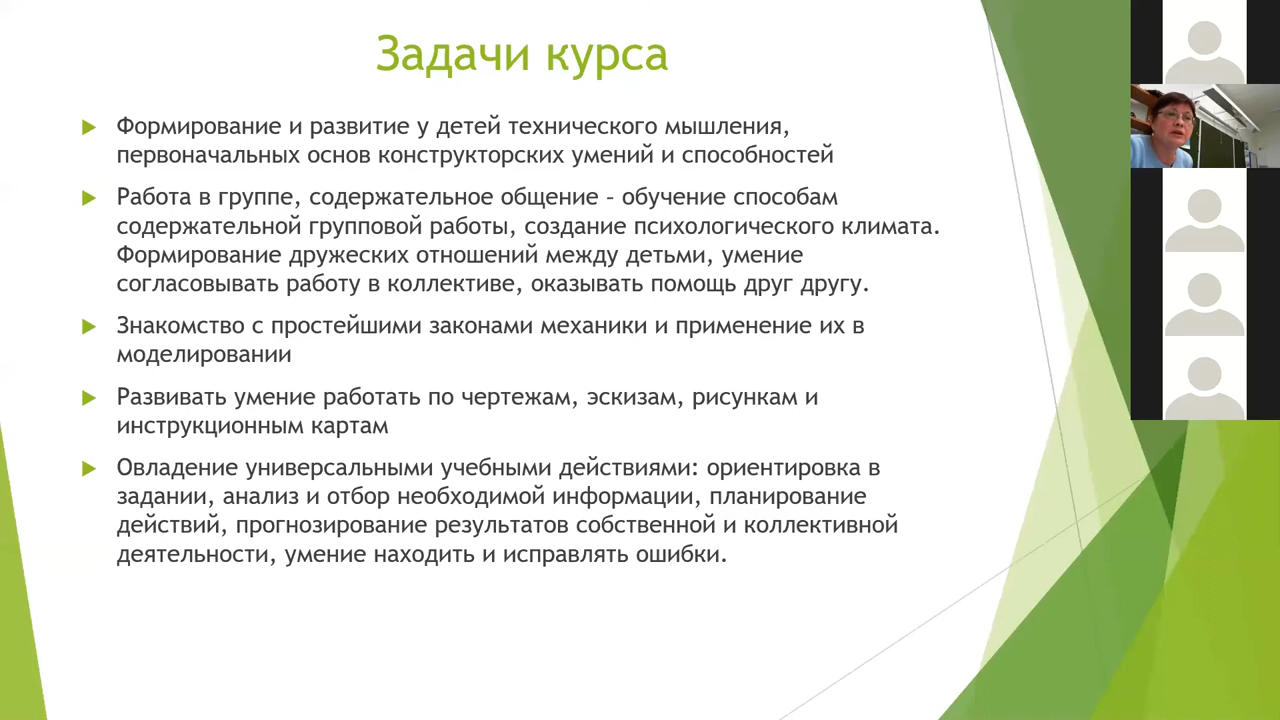 Задачи курса
Формирование и развитие у детей технического мышления,
первоначальных основ конструкторских умений и способностей
Работа в группе, содержательное общение – обучение способам
содержательной групповой работы, создание психологического климата.
Формирование дружеских отношений между детьми, умение
согласовывать работу в коллективе, оказывать помощь друг другу.
Знакомство с простейшими законами механики и применение их в
моделировании
Развивать умение работать по чертежам, эскизам, рисункам и
инструкционным картам
Овладение универсальными учебными действиями: ориентировка в
задании, анализ и отбор необходимой информации, планирование
действий, прогнозирование результатов собственной и коллективной
деятельности, умение находить и исправлять ошибки.